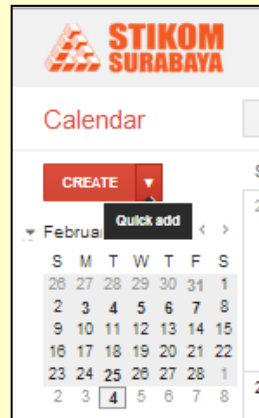 STIKOM
SURABAYA
Calendar
CREATE
Quick add
Februa
S M T W T F S
26 27 28 29 30 31 1
2 3 4 5 6 7 8
9 10 11 12 13 14 15
16 17 18 19 20 21 22
23 24 25 26 27 28 1
2 3 4 5 6 7 8